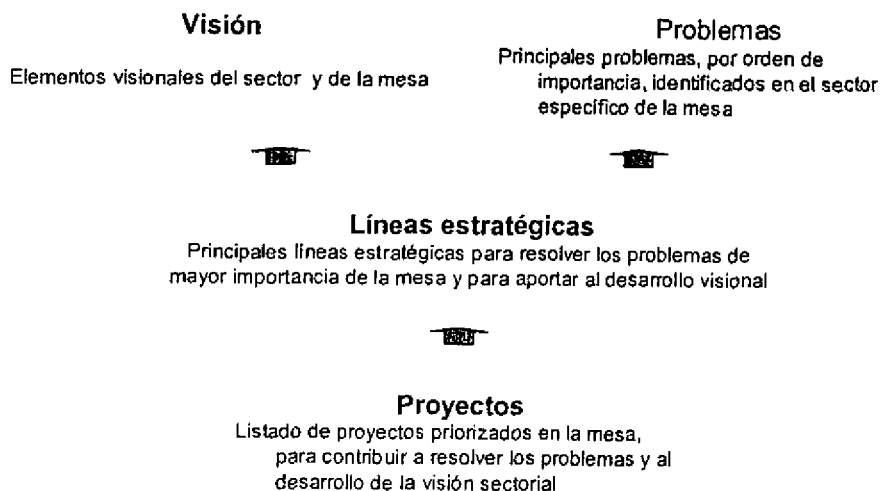 Visión
Elementos visionales del sector y de la mesa
Problemas
Principales problemas, por orden de
importancia, identificados en el sector
específico de la mesa
Líneas estratégicas
Principales líneas estratégicas para resolver los problemas de
mayor importancia de la mesa y para aportar al desarrollo visional
Proyectos
Listado de proyectos priorizados en la mesa,
para contribuir a resolver los problemas y al
desarrollo de la visión sectorial